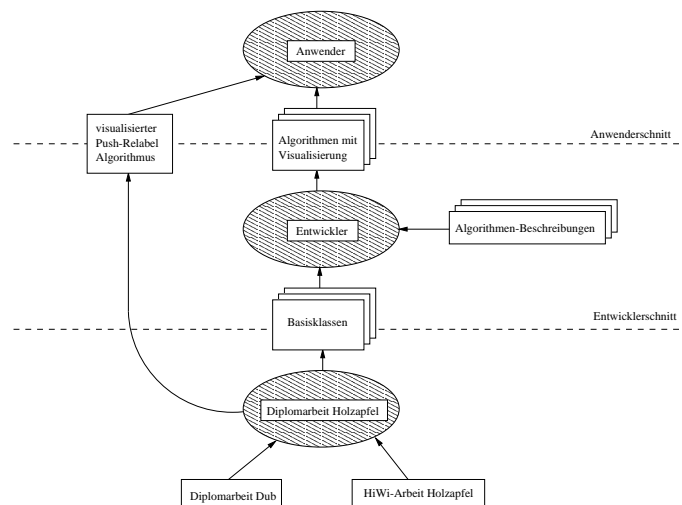 Anwender
visualisierter
Push-Relabel
Algorithmus
Algorithmen mit
Visualisierung
Anwenderschnitt
Entwickler
Algorithmen-Beschreibungen
Basisklassen
Entwicklerschnitt
Diplomarbeit Holzapfel
Diplomarbeit Dub
HiWi-Arbeit Holzapfel